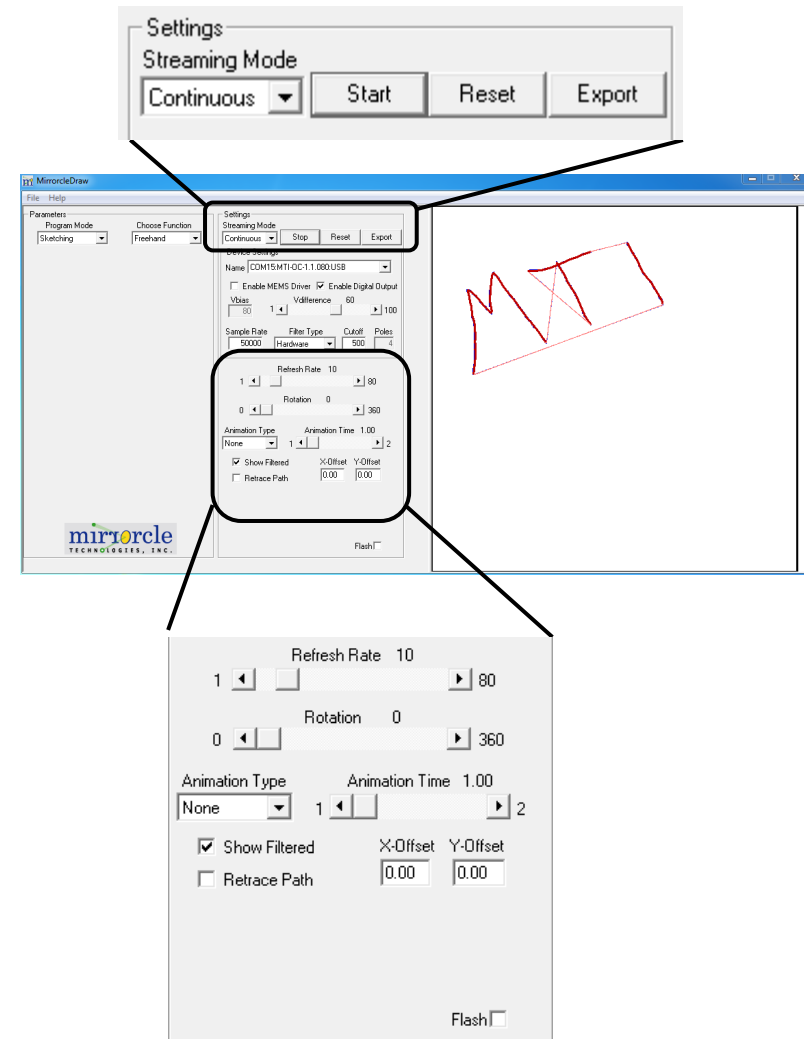 Settings
Streaming Mode
Continuous Start Reset Export
MirrorcleDraw
File Help
Parameters
Program Mode Choose Function
Sketching Freehand
Settings
Streaming Mode
Continuous Stop Reset Export
Device Settings
Name COM15:MTI-OC-1.1.080:USB
Enable MEMS Driver Enable Digital Output
Vbias Vdifference 60
80 1 100
Sample Rate Filter Type Cutoff Poles
50000 Hardware 500 4
Refresh Rate 10
1 80
Rotation 0
0 360
Animation Type Animation Time 1.00
None 1 2
Show Filtered X-Offset Y-Offset
Retrace Path 0.00 0.00
Flash
mirrorcle
TECHNOLOGIES, INC.
MTI
Refresh Rate 10
1 80
Rotation 0
0 360
Animation Type Animation Time 1.00
None 1 2
Show Filtered X-Offset Y-Offset
Retrace Path 0.00 0.00
Flash